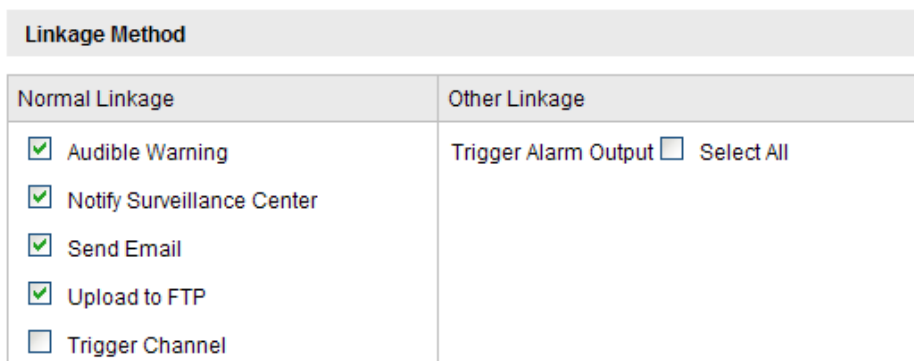 Linkage Method
Normal Linkage
Other Linkage
Audible Warning
Trigger Alarm Output Select All
Notify Surveillance Center
Send Email
Upload to FTP
Trigger Channel